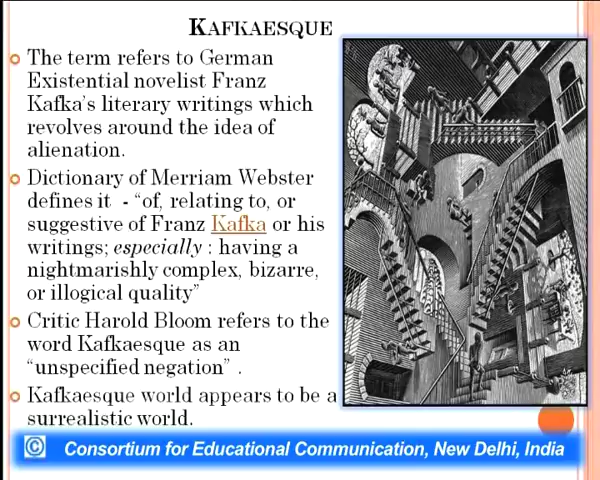 KAFKAESQUE
The term refers to German
Existential novelist Franz
Kafka's literary writings which
revolves around the idea of
alienation.
Dictionary of Merriam Webster
defines it - “of, relating to, or
suggestive of Franz Kafka or his
writings; especially : having a
nightmarishly complex, bizarre,
or illogical quality”
Critic Harold Bloom refers to the
word Kafkaesque as an
“unspecified negation” .
Kafkaesque world appears to be a
surrealistic world.
© Consortium for Educational Communication, New Delhi, India